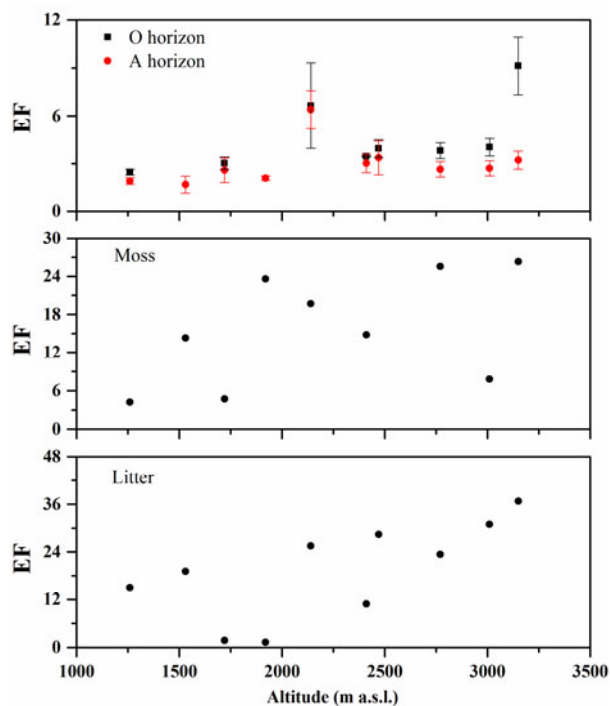 12
O horizon
A horizon
EF
6
0
30
Moss
24
18
EF
12
6
0
48
Litter
36
EF
24
12
0
1000 1500 2000 2500 3000 3500
Altitude (m a.s.l.)